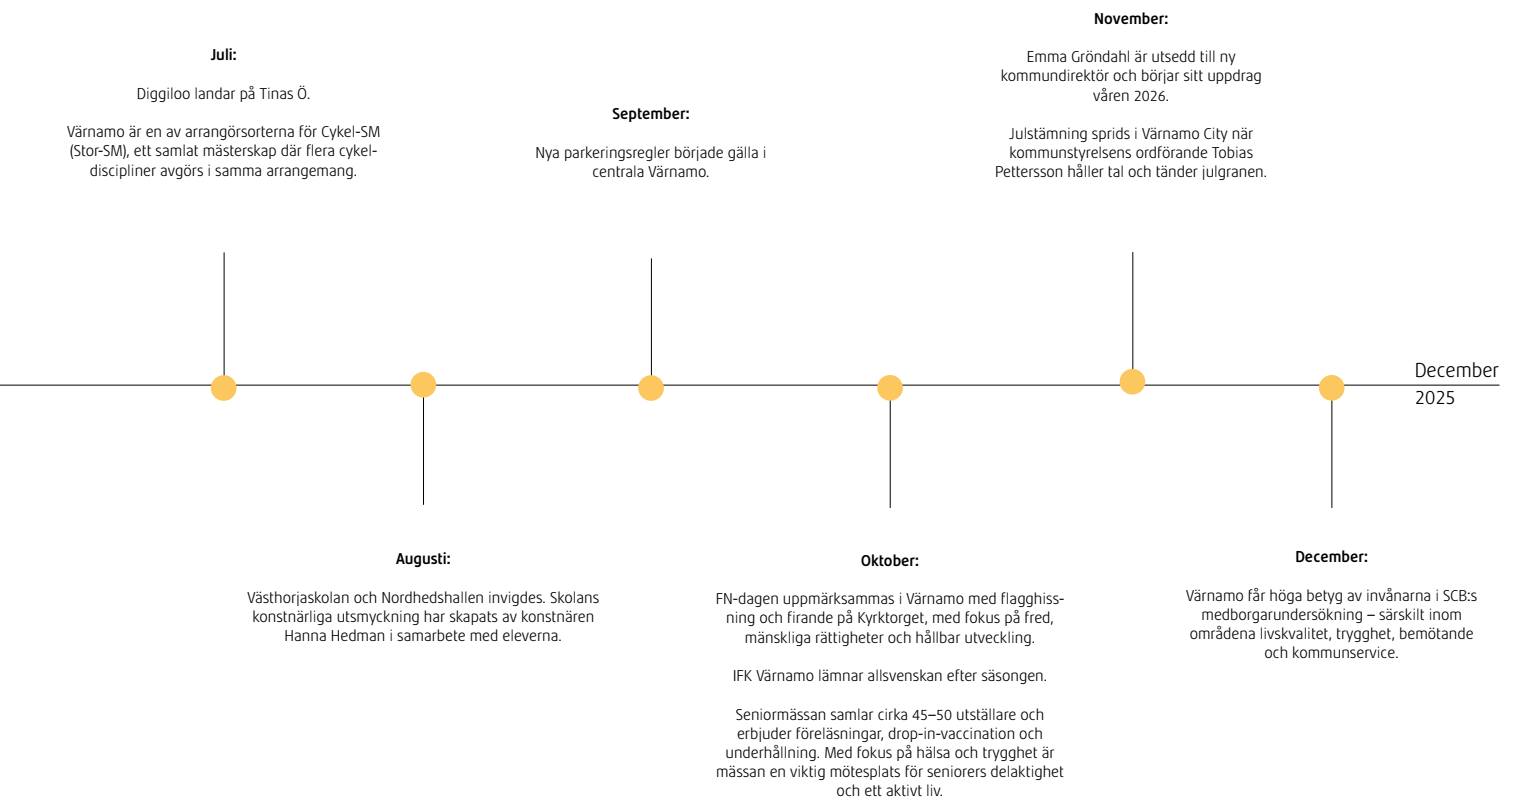 Juli:
Diggiloo landar på Tinas Ö.
Värnamo är en av arrangörsorterna för Cykel-SM
(Stor-SM), ett samlat mästerskap där flera cykel-
discipliner avgörs i samma arrangemang.
September:
Nya parkeringsregler började gälla i
centrala Värnamo.
November:
Emma Gröndahl är utsedd till ny
kommundirektör och börjar sitt uppdrag
våren 2026.
Julstämning sprids i Värnamo City när
kommunstyrelsens ordförande Tobias
Pettersson håller tal och tänder julgranen.
December
2025
Augusti:
Västhorjaskolan och Nordhedshallen invigdes. Skolans
konstnärliga utsmyckning har skapats av konstnären
Hanna Hedman i samarbete med eleverna.
Oktober:
FN-dagen uppmärksammas i Värnamo med flagghiss-
ning och firande på Kyrktorget, med fokus på fred,
mänskliga rättigheter och hållbar utveckling.
IFK Värnamo lämnar allsvenskan efter säsongen.
Seniormässan samlar cirka 45–50 utställare och
erbjuder föreläsningar, drop-in-vaccination och
underhållning. Med fokus på hälsa och trygghet är
mässan en viktig mötesplats för seniorers delaktighet
och ett aktivt liv.
December:
Värnamo får höga betyg av invånarna i SCB:s
medborgarundersökning – särskilt inom
områdena livskvalitet, trygghet, bemötande
och kommunservice.